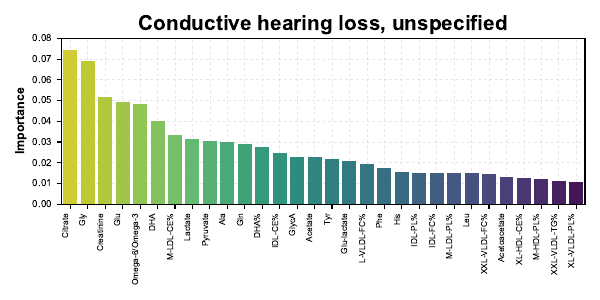 Conductive hearing loss, unspecified
Importance
0.08
0.07
0.06
0.05
0.04
0.03
0.02
0.01
0.00
Citrate
Gly
Creatinine
Glu
Omega-6/Omega-3
DHA
M-LDL-CE%
Lactate
Pyruvate
Ala
Gln
DHA%
IDL-CE%
GlycA
Acetate
Tyr
Glu-lactate
L-VLDL-FC%
Phe
His
IDL-PL%
IDL-FC%
M-LDL-PL%
Leu
XXL-VLDL-FC%
Acetoacetate
XL-HDL-CE%
M-HDL-PL%
XXL-VLDL-TG%
XL-VLDL-PL%